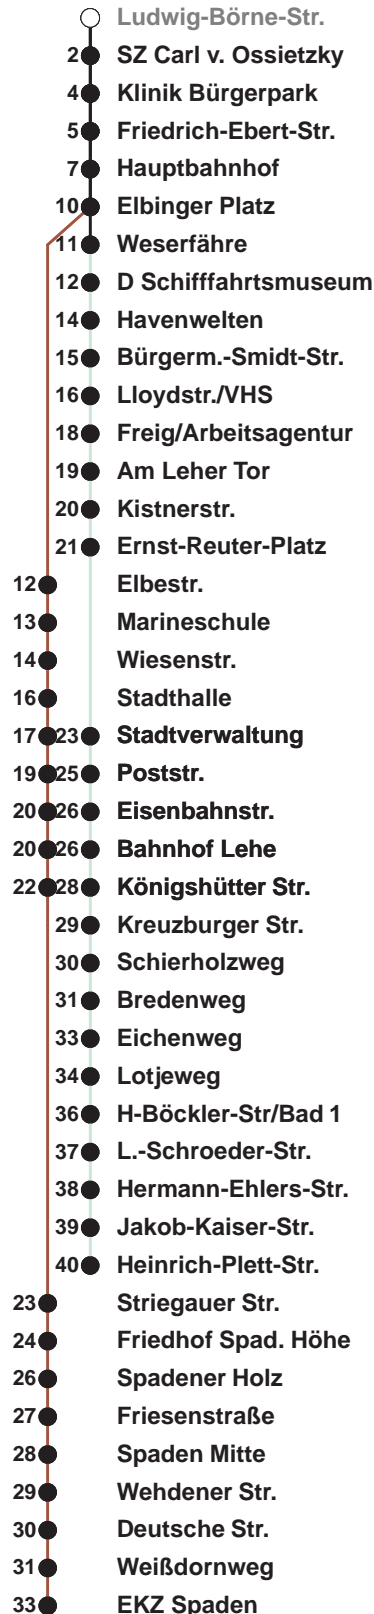 Ludwig-Börne-Str.
2 SZ Carl v. Ossietzky
4 Klinik Bürgerpark
5 Friedrich-Ebert-Str.
7 Hauptbahnhof
10 Elbinger Platz
11 Weserfähre
12 D Schifffahrtsmuseum
14 Havenwelten
15 Bürgerm.-Smidt-Str.
16 Lloydstr./VHS
18 Freig/Arbeitsagentur
19 Am Leher Tor
20 Kistnerstr.
21 Ernst-Reuter-Platz
12 Elbestr.
13 Marineschule
14 Wiesenstr.
16 Stadthalle
17 23 Stadtverwaltung
19 25 Poststr.
20 26 Eisenbahnstr.
20 26 Bahnhof Lehe
22 28 Königshütter Str.
29 Kreuzburger Str.
30 Schierholzweg
31 Bredenweg
33 Eichenweg
34 Lotjeweg
36 H-Böckler-Str/Bad 1
37 L.-Schroeder-Str.
38 Hermann-Ehlers-Str.
39 Jakob-Kaiser-Str.
40 Heinrich-Plett-Str.
23 Striegauer Str.
24 Friedhof Spad. Höhe
26 Spadener Holz
27 Friesenstraße
28 Spaden Mitte
29 Wehdener Str.
30 Deutsche Str.
31 Weißdornweg
33 EKZ Spaden